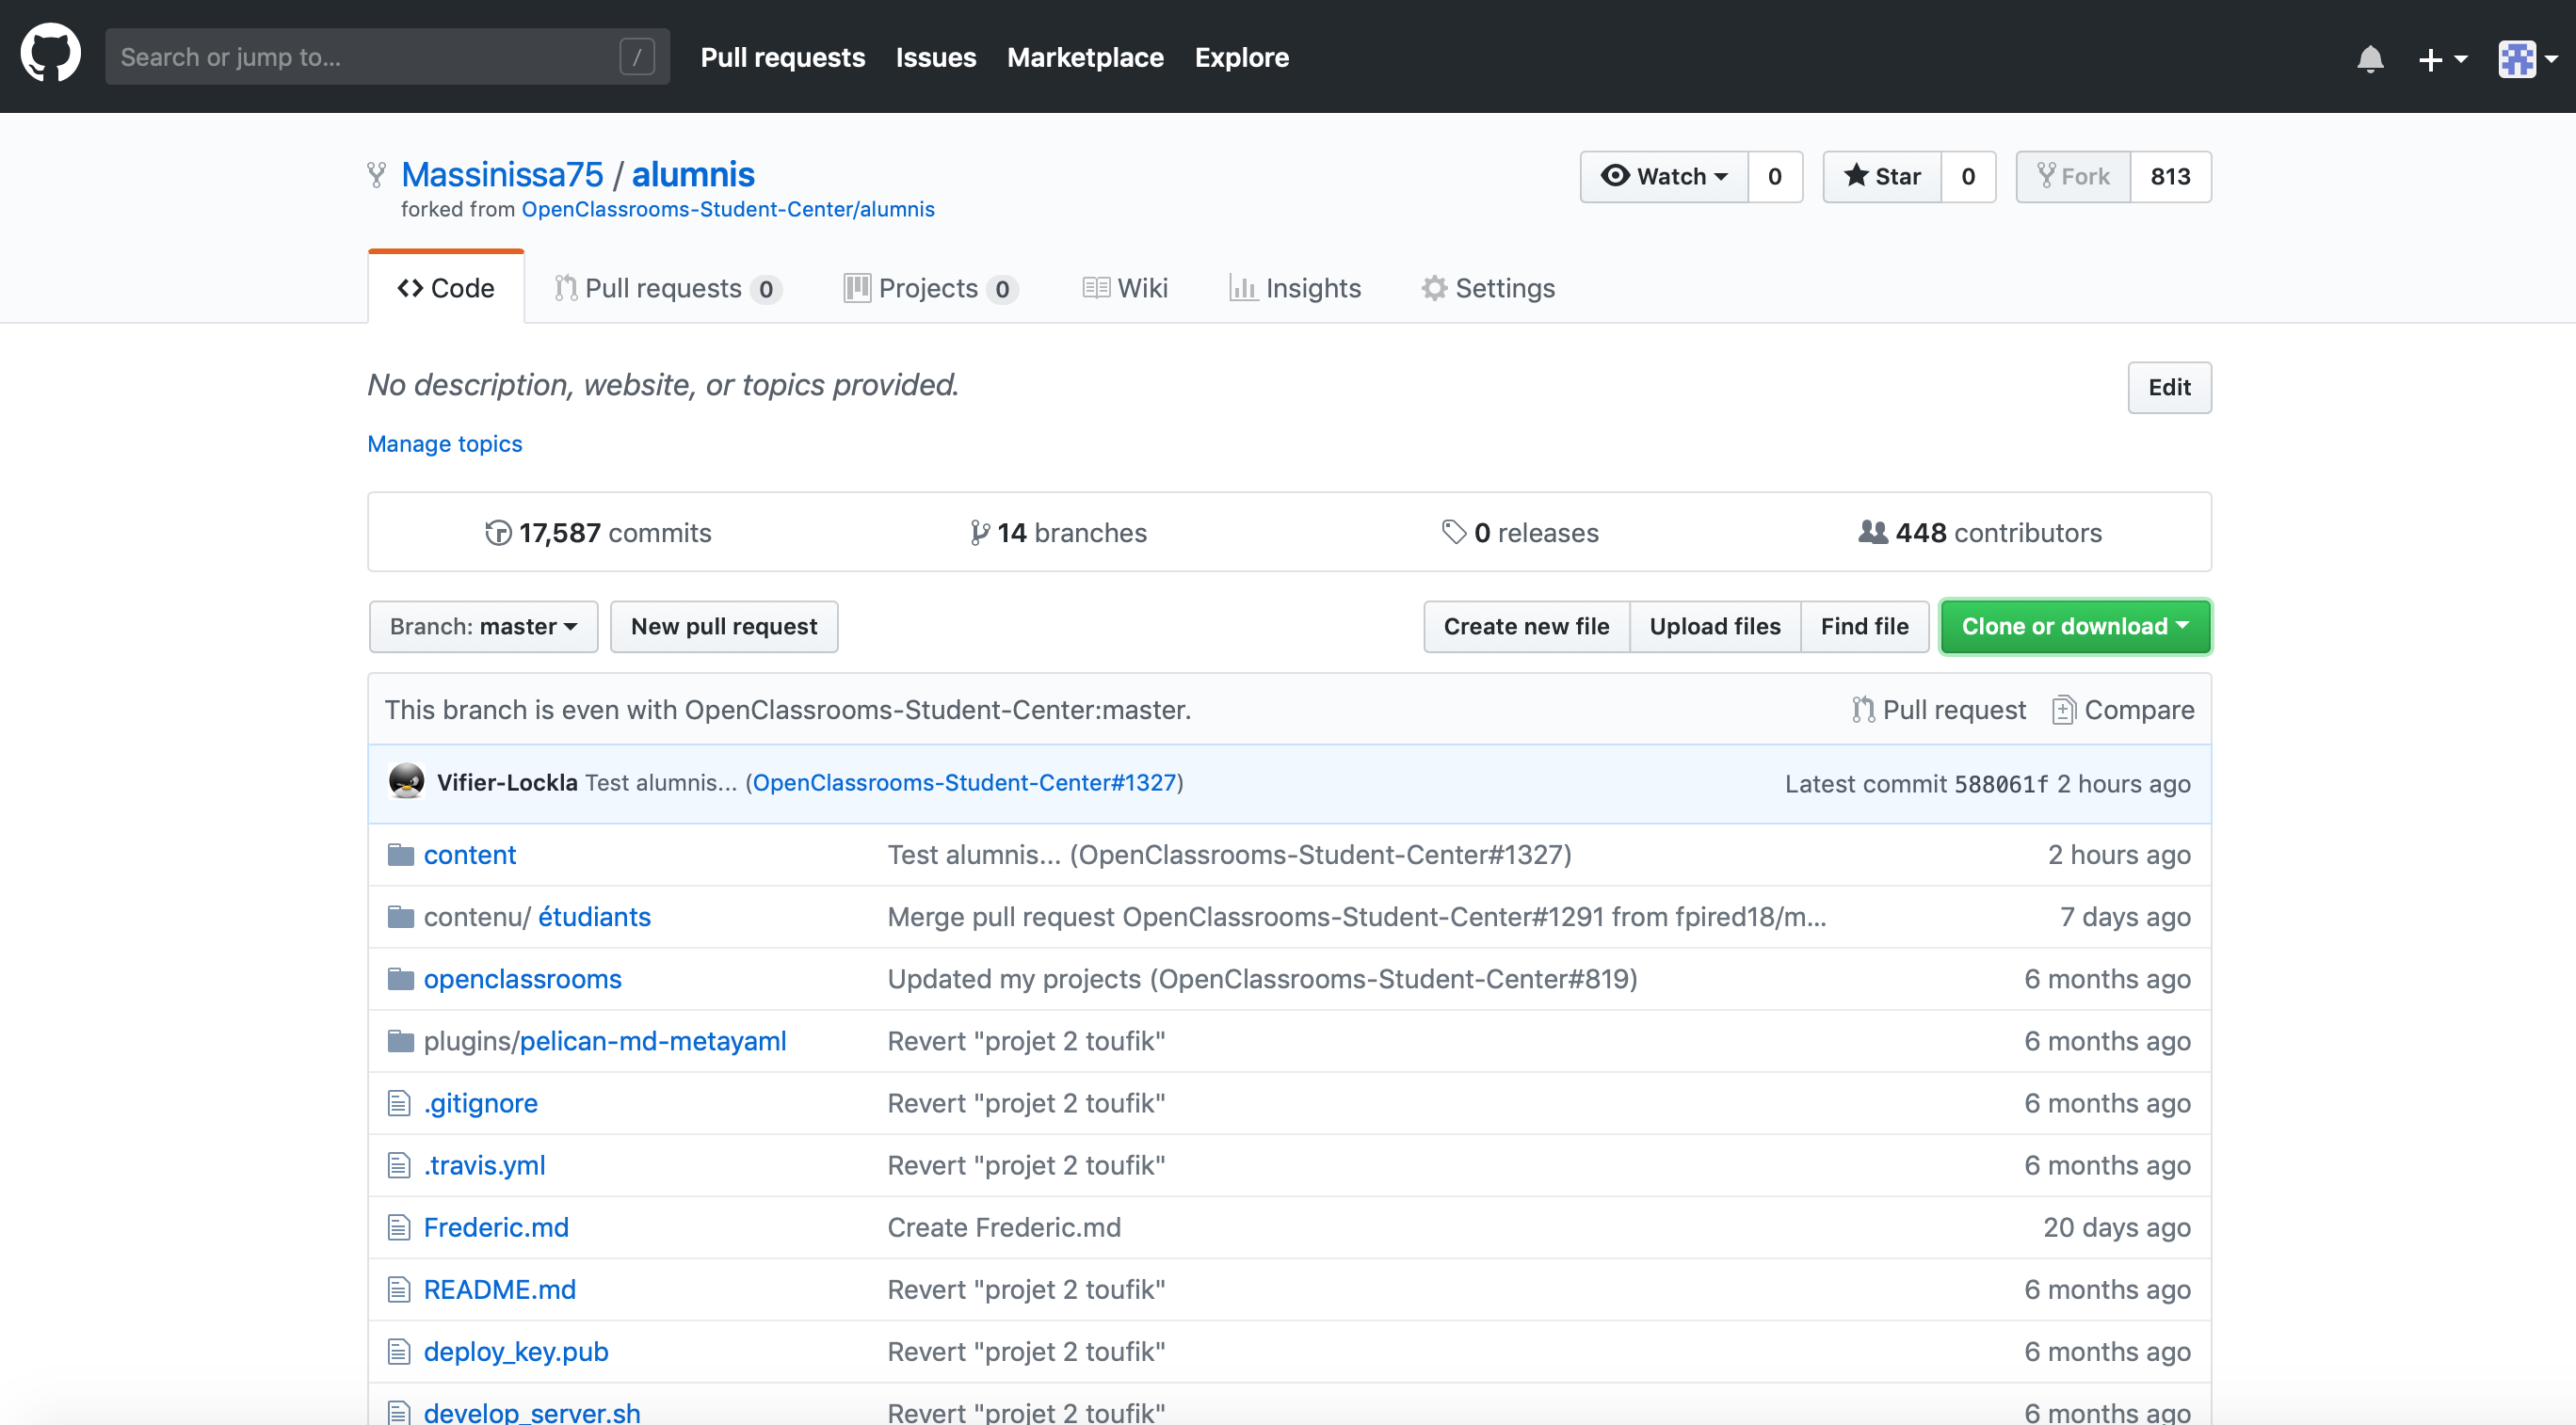 Search or jump to... /
Pull requests Issues Marketplace Explore
Massinissa75 / alumnis
forked from OpenClassrooms-Student-Center/alumnis
Watch 0 Star 0 Fork 813
Code Pull requests 0 Projects 0 Wiki Insights Settings
No description, website, or topics provided.
Edit
Manage topics
17,587 commits 14 branches 0 releases 448 contributors
Branch: master New pull request Create new file Upload files Find file Clone or download
This branch is even with OpenClassrooms-Student-Center:master. Pull request Compare
Vifier-Lockla Test alumnis... (OpenClassrooms-Student-Center#1327) Latest commit 588061f 2 hours ago
content Test alumnis... (OpenClassrooms-Student-Center#1327) 2 hours ago
contenu/ étudiants Merge pull request OpenClassrooms-Student-Center#1291 from fpired18/m... 7 days ago
openclassrooms Updated my projects (OpenClassrooms-Student-Center#819) 6 months ago
plugins/pelican-md-metayaml Revert "projet 2 toufik" 6 months ago
.gitignore Revert "projet 2 toufik" 6 months ago
.travis.yml Revert "projet 2 toufik" 6 months ago
Frederic.md Create Frederic.md 20 days ago
README.md Revert "projet 2 toufik" 6 months ago
deploy_key.pub Revert "projet 2 toufik" 6 months ago
develop_server.sh Revert "projet 2 toufik" 6 months ago